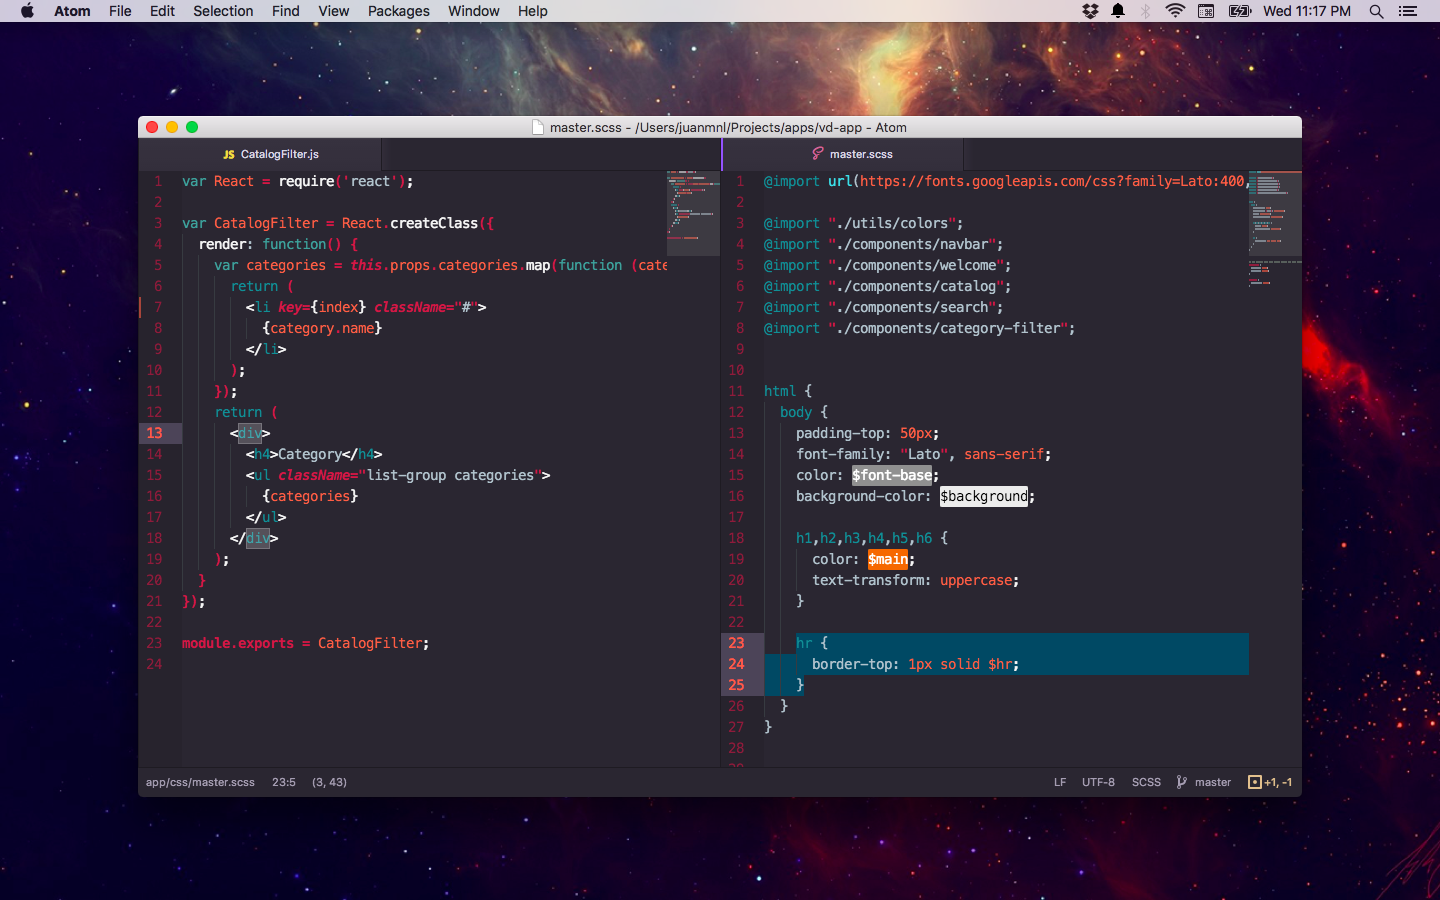 Atom File Edit Selection Find View Packages Window Help Wed 11:17 PM
master.scss - /Users/juanmnl/Projects/apps/vd-app - Atom
JS CatalogFilter.js
1 var React = require('react');
2
3 var CatalogFilter = React.createClass({
4 render: function() {
5 var categories = this.props.categories.map(function (cate
6 return (
7 <li key={index} className="#">
8 {category.name}
9 </li>
10 );
11 });
12 return (
13 <div>
14 <h4>Category</h4>
15 <ul className="list-group categories">
16 {categories}
17 </ul>
18 </div>
19 );
20 }
21 });
22
23 module.exports = CatalogFilter;
24
master.scss
1 @import url(https://fonts.googleapis.com/css?family=Lato:400,
2
3 @import "./utils/colors";
4 @import "./components/navbar";
5 @import "./components/welcome";
6 @import "./components/catalog";
7 @import "./components/search";
8 @import "./components/category-filter";
9
10
11 html {
12 body {
13 padding-top: 50px;
14 font-family: "Lato", sans-serif;
15 color: $font-base;
16 background-color: $background;
17
18 h1,h2,h3,h4,h5,h6 {
19 color: $main;
20 text-transform: uppercase;
21 }
22
23 hr {
24 border-top: 1px solid $hr;
25 }
26 }
27 }
28
app/css/master.scss 23:5 (3, 43) LF UTF-8 SCSS master +1, -1